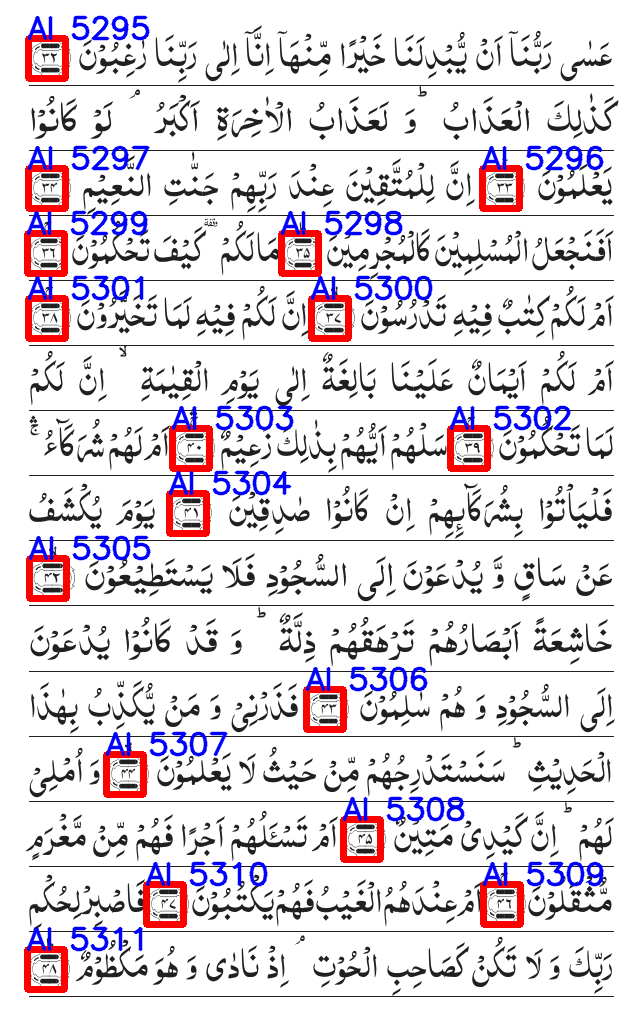 AI 5295
عَسٰى رَبُّنَاۤ اَنْ يُّبْدِلَنَا خَيْرًا مِّنْهَاۤ اِنَّاۤ اِلٰى رَبِّنَا رٰغِبُوْنَ ۳۲
كَذٰلِكَ الْعَذَابُ ؕ وَ لَعَذَابُ الْاٰخِرَةِ اَكْبَرُ ۘ لَوْ كَانُوْا
AI 5297 AI 5296
يَعْلَمُوْنَ ۳۳ اِنَّ لِلْمُتَّقِيْنَ عِنْدَ رَبِّهِمْ جَنّٰتِ النَّعِيْمِ ۳۴
AI 5299 AI 5298
اَفَنَجْعَلُ الْمُسْلِمِيْنَ كَالْمُجْرِمِيْنَ ۳۵ مَا لَكُمْ ٝ كَيْفَ تَحْكُمُوْنَ ۳۶
AI 5301 AI 5300
اَمْ لَكُمْ كِتٰبٌ فِيْهِ تَدْرُسُوْنَ ۳۷ اِنَّ لَكُمْ فِيْهِ لَمَا تَخَيَّرُوْنَ ۳۸
اَمْ لَكُمْ اَيْمَانٌ عَلَيْنَا بَالِغَةٌ اِلٰى يَوْمِ الْقِيٰمَةِ ۙ اِنَّ لَكُمْ
AI 5303 AI 5302
لَمَا تَحْكُمُوْنَ ۳۹ سَلْهُمْ اَيُّهُمْ بِذٰلِكَ زَعِيْمٌ ۴۰ اَمْ لَهُمْ شُرَكَآءُ ۛۚ
AI 5304
فَلْيَاْتُوْا بِشُرَكَآىِٕهِمْ اِنْ كَانُوْا صٰدِقِيْنَ ۴۱ يَوْمَ يُكْشَفُ
AI 5305
عَنْ سَاقٍ وَّ يُدْعَوْنَ اِلَى السُّجُوْدِ فَلَا يَسْتَطِيْعُوْنَ ۴۲
خَاشِعَةً اَبْصَارُهُمْ تَرْهَقُهُمْ ذِلَّةٌ ؕ وَ قَدْ كَانُوْا يُدْعَوْنَ
AI 5306
اِلَى السُّجُوْدِ وَ هُمْ سٰلِمُوْنَ ۴۳ فَذَرْنِيْ وَ مَنْ يُّكَذِّبُ بِهٰذَا
AI 5307
الْحَدِيْثِ ؕ سَنَسْتَدْرِجُهُمْ مِّنْ حَيْثُ لَا يَعْلَمُوْنَ ۴۴ وَ اُمْلِيْ
AI 5308
لَهُمْ ؕ اِنَّ كَيْدِيْ مَتِيْنٌ ۴۵ اَمْ تَسْـَٔلُهُمْ اَجْرًا فَهُمْ مِّنْ مَّغْرَمٍ
AI 5310 AI 5309
مُّثْقَلُوْنَ ۴۶ اَمْ عِنْدَهُمُ الْغَيْبُ فَهُمْ يَكْتُبُوْنَ ۴۷ فَاصْبِرْ لِحُكْمِ
AI 5311
رَبِّكَ وَ لَا تَكُنْ كَصَاحِبِ الْحُوْتِ ۘ اِذْ نَادٰى وَ هُوَ مَكْظُوْمٌ ۴۸